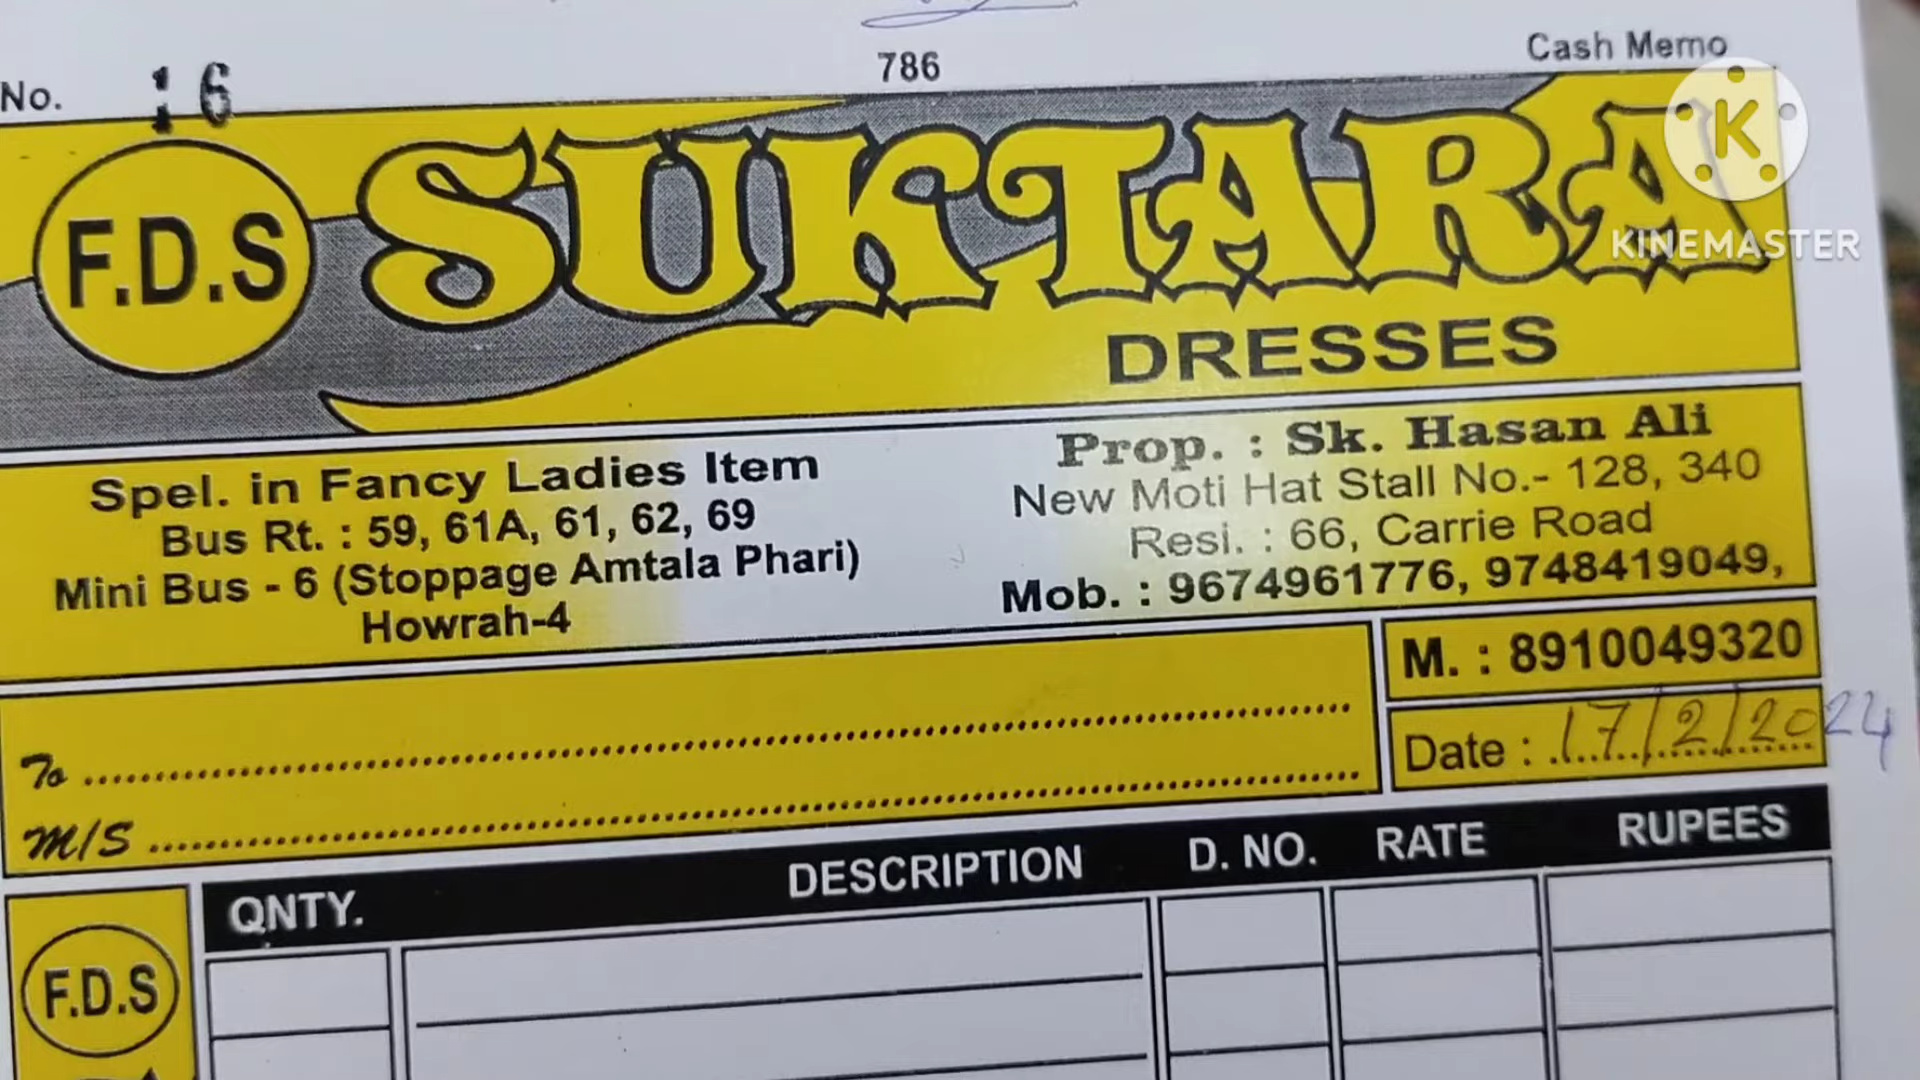 786
Cash Memo
No. 16
F.D.S
SUKTARA
DRESSES
Spel. in Fancy Ladies Item
Bus Rt. : 59, 61A, 61, 62, 69
Mini Bus - 6 (Stoppage Amtala Phari)
Howrah-4
Prop. : Sk. Hasan Ali
New Moti Hat Stall No.- 128, 340
Resi. : 66, Carrie Road
Mob. : 9674961776, 9748419049,
M. : 8910049320
Date : 17/2/2024
To
M/S
QNTY. DESCRIPTION D. NO. RATE RUPEES
F.D.S
K
KINEMASTER